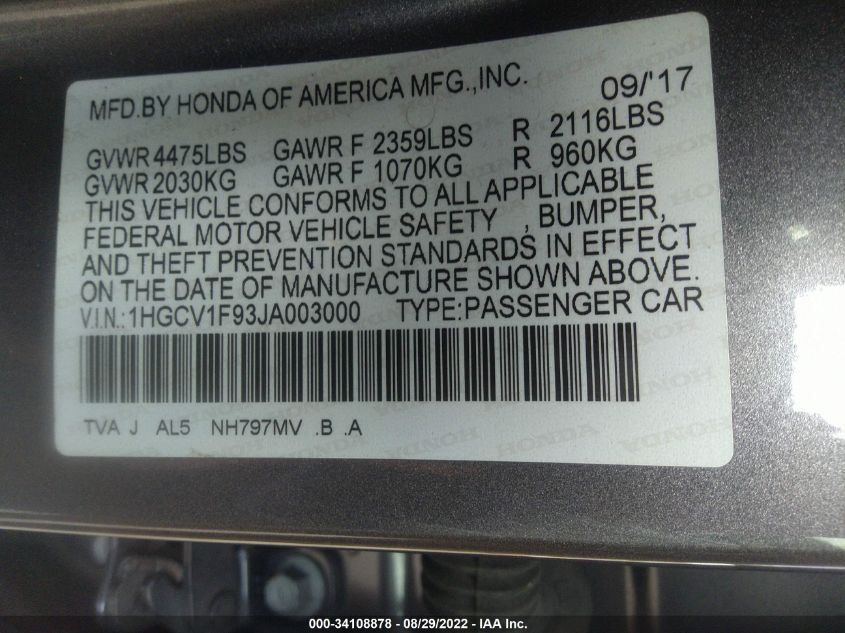 MFD.BY HONDA OF AMERICA MFG.,INC. 09/'17
GVWR 4475LBS GAWR F 2359LBS R 2116LBS
GVWR 2030KG GAWR F 1070KG R 960KG
THIS VEHICLE CONFORMS TO ALL APPLICABLE
FEDERAL MOTOR VEHICLE SAFETY , BUMPER,
AND THEFT PREVENTION STANDARDS IN EFFECT
ON THE DATE OF MANUFACTURE SHOWN ABOVE.
V.I.N.:1HGCV1F93JA003000 TYPE:PASSENGER CAR
TVA J AL5 NH797MV .B .A
000-34108878 - 08/29/2022 - IAA Inc.